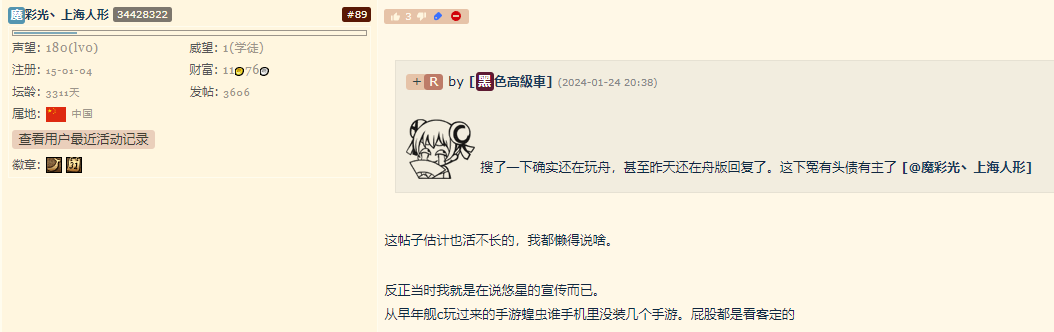 魔彩光丶上海人形 34428322 #89
声望: 180(lv0) 威望: 1(学徒)
注册: 15-01-04 财富: 11 76
坛龄: 3311天 发帖: 3606
属地: 中国
查看用户最近活动记录
徽章:
3
+ R by [黑色高級車] (2024-01-24 20:38)
搜了一下确实还在玩舟，甚至昨天还在舟版回复了。这下冤有头债有主了 [@魔彩光丶上海人形]
这帖子估计也活不长的，我都懒得说啥。
反正当时我就是在说悠星的宣传而已。
从早年舰c玩过来的手游蝗虫谁手机里没装几个手游。屁股都是看客定的